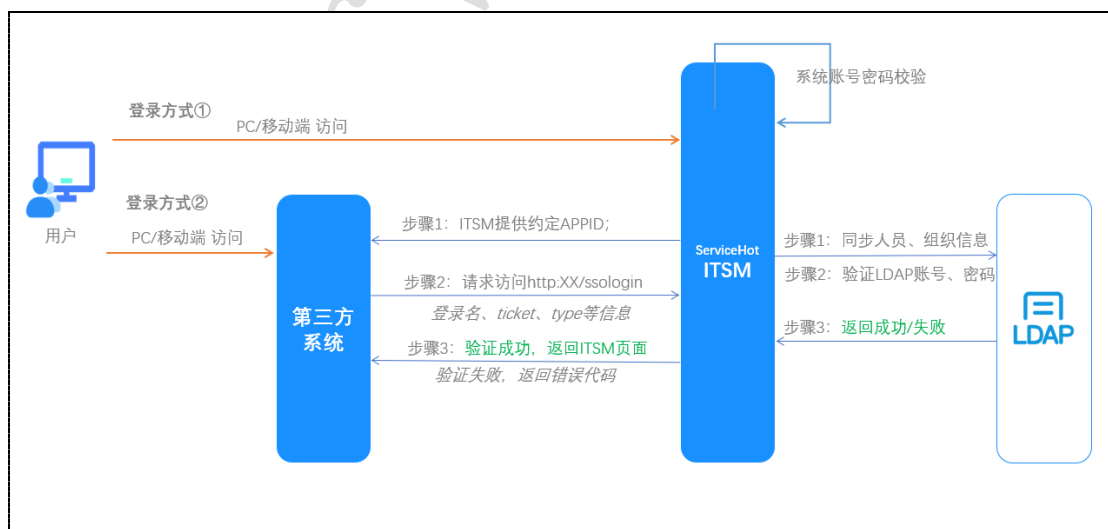 系统账号密码校验
登录方式①
PC/移动端 访问
登录方式②
用户
PC/移动端 访问
步骤1：ITSM提供约定APPID；
ServiceHot
ITSM
步骤1：同步人员、组织信息
步骤2：请求访问http:XX/ssologin
步骤2：验证LDAP账号、密码
登录名、ticket、type等信息
第三方
系统
步骤3：返回成功/失败
LDAP
步骤3：验证成功，返回ITSM页面
验证失败，返回错误代码